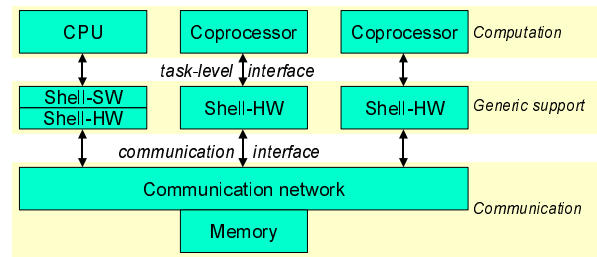 CPU Coprocessor Coprocessor Computation
task-level interface
Shell-SW
Shell-HW Shell-HW Shell-HW Generic support
communication interface
Communication network
Communication
Memory